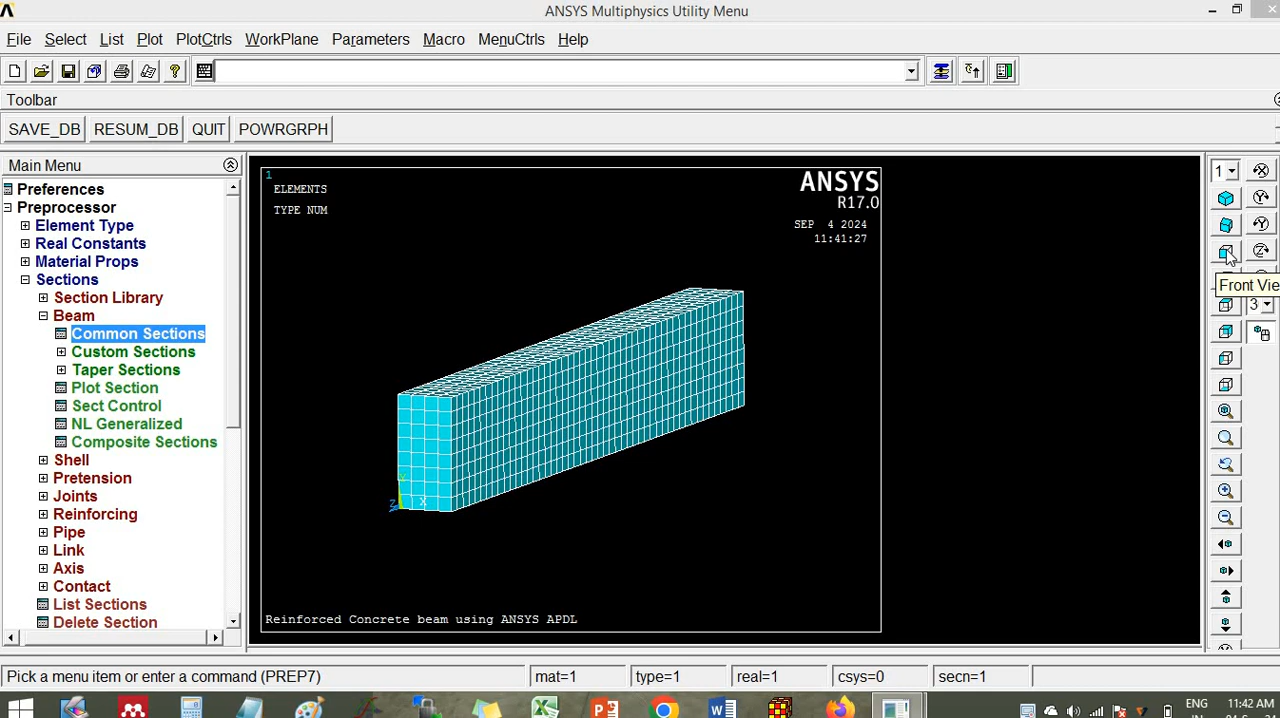 ANSYS Multiphysics Utility Menu
File Select List Plot PlotCtrls WorkPlane Parameters Macro MenuCtrls Help
Toolbar
SAVE_DB RESUM_DB QUIT POWRGRPH
Main Menu
Preferences
Preprocessor
Element Type
Real Constants
Material Props
Sections
Section Library
Beam
Common Sections
Custom Sections
Taper Sections
Plot Section
Sect Control
NL Generalized
Composite Sections
Shell
Pretension
Joints
Reinforcing
Pipe
Link
Axis
Contact
List Sections
Delete Section
1
ELEMENTS
TYPE NUM
ANSYS
R17.0
SEP 4 2024
11:41:27
Y
Z
X
Reinforced Concrete beam using ANSYS APDL
1
Front Vie
3
Pick a menu item or enter a command (PREP7)
mat=1
type=1
real=1
csys=0
secn=1
ENG
11:42 AM
IN